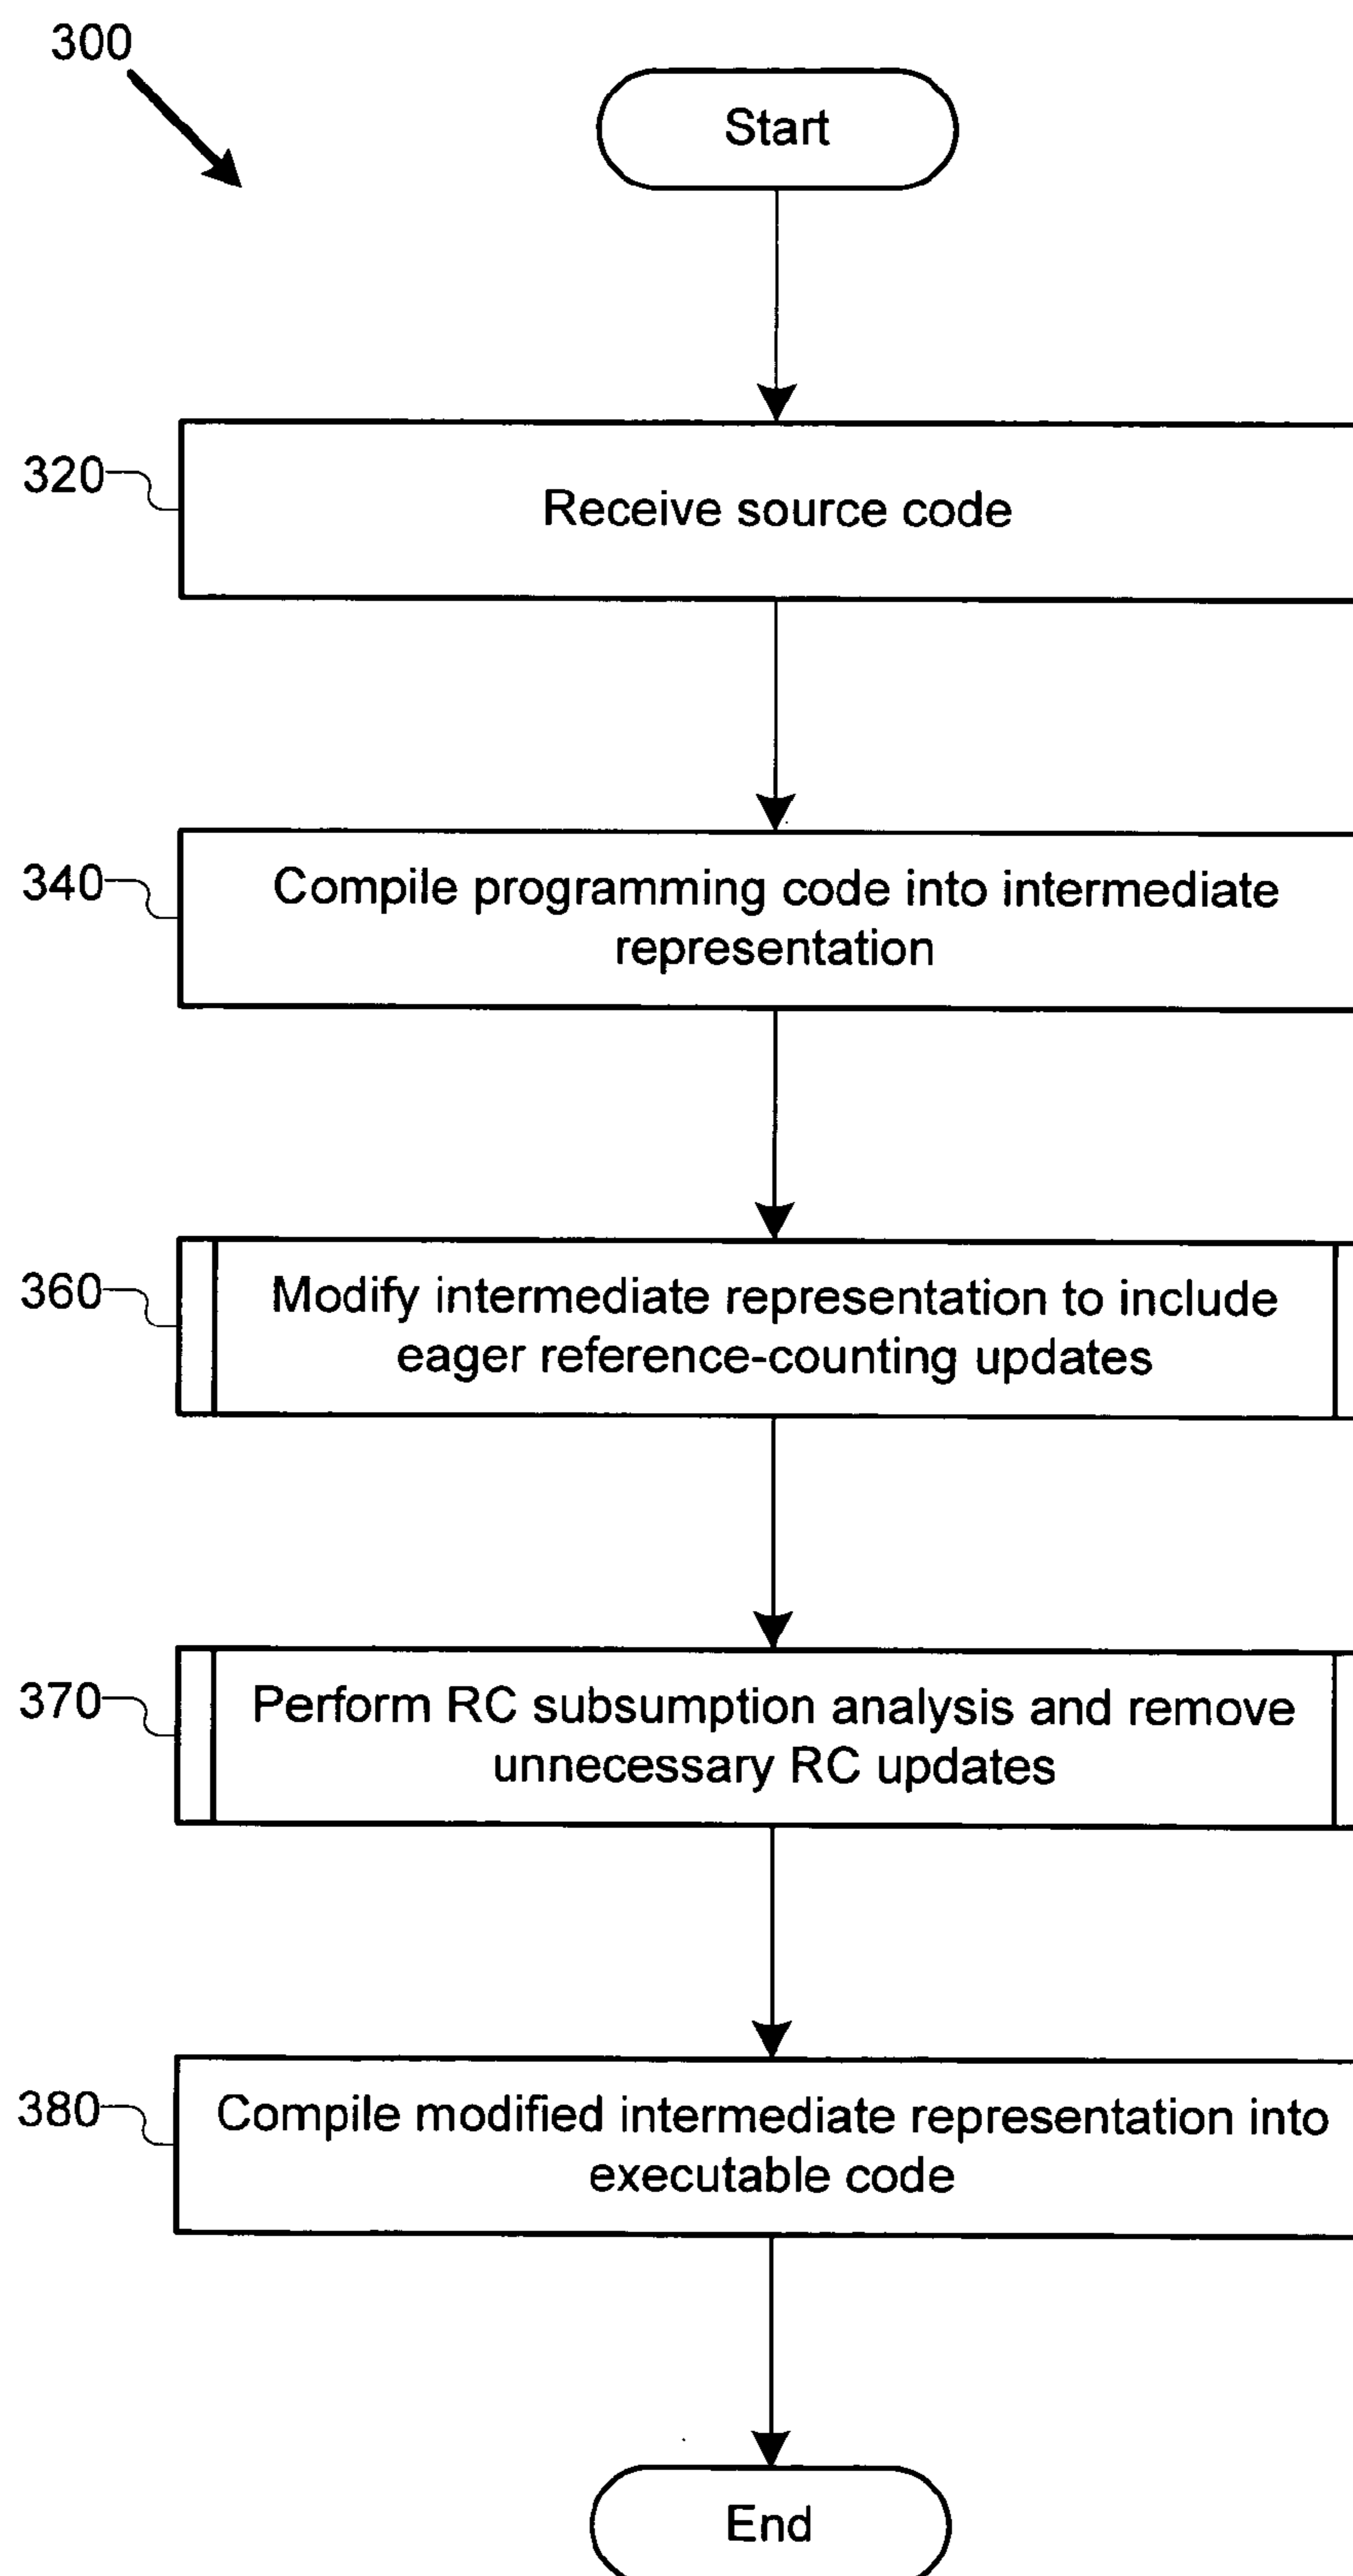 300
Start
320
Receive source code
340
Compile programming code into intermediate
representation
360
Modify intermediate representation to include
eager reference-counting updates
370
Perform RC subsumption analysis and remove
unnecessary RC updates
380
Compile modified intermediate representation into
executable code
End